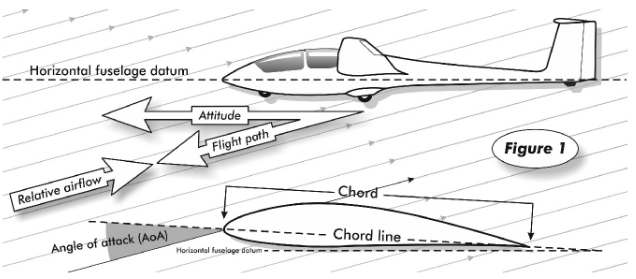 Horizontal fuselage datum
Attitude
Flight path
Figure 1
Relative airflow
Chord
Chord line
Angle of attack (AoA)
Horizontal fuselage datum